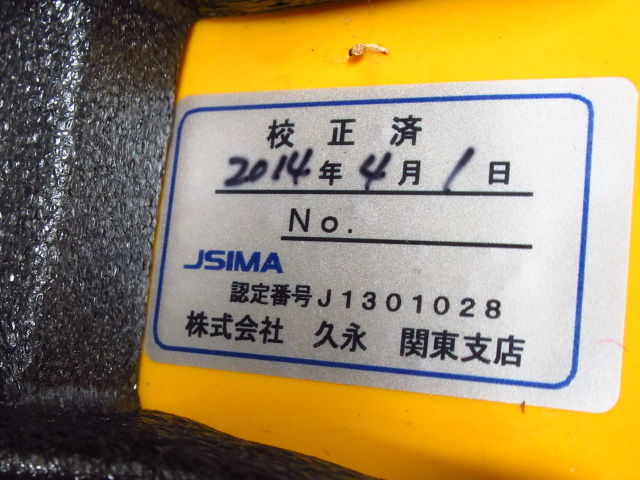 校正済
2014年4月1日
No.
JSIMA
認定番号J1301028
株式会社 久永 関東支店